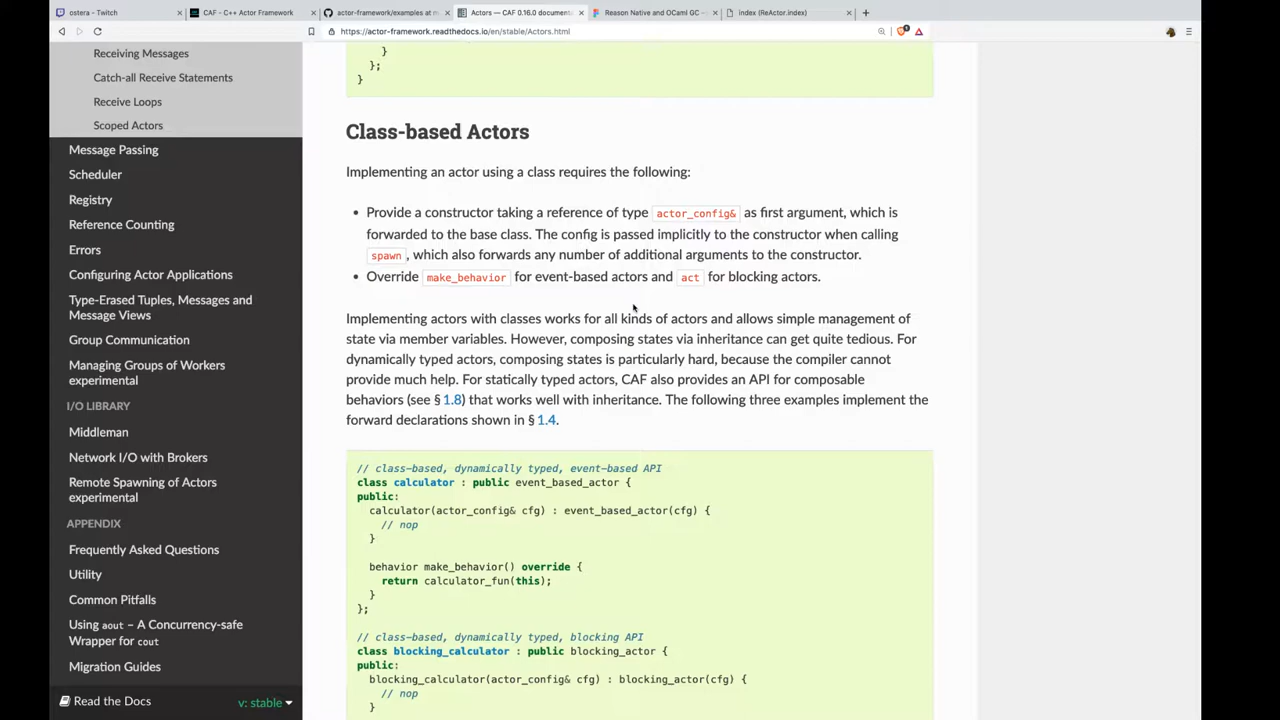 ostera - Twitch
CAF - C++ Actor Framework
actor-framework/examples at m
Actors — CAF 0.16.0 documenta
Reason Native and OCaml GC
index (ReActor.index)
https://actor-framework.readthedocs.io/en/stable/Actors.html
Receiving Messages
Catch-all Receive Statements
Receive Loops
Scoped Actors
Message Passing
Scheduler
Registry
Reference Counting
Errors
Configuring Actor Applications
Type-Erased Tuples, Messages and
Message Views
Group Communication
Managing Groups of Workers
experimental
I/O LIBRARY
Middleman
Network I/O with Brokers
Remote Spawning of Actors
experimental
APPENDIX
Frequently Asked Questions
Utility
Common Pitfalls
Using aout – A Concurrency-safe
Wrapper for cout
Migration Guides
Read the Docs
v: stable
}
};
}
Class-based Actors
Implementing an actor using a class requires the following:
• Provide a constructor taking a reference of type actor_config& as first argument, which is
forwarded to the base class. The config is passed implicitly to the constructor when calling
spawn , which also forwards any number of additional arguments to the constructor.
• Override make_behavior for event-based actors and act for blocking actors.
Implementing actors with classes works for all kinds of actors and allows simple management of
state via member variables. However, composing states via inheritance can get quite tedious. For
dynamically typed actors, composing states is particularly hard, because the compiler cannot
provide much help. For statically typed actors, CAF also provides an API for composable
behaviors (see § 1.8) that works well with inheritance. The following three examples implement the
forward declarations shown in § 1.4.
// class-based, dynamically typed, event-based API
class calculator : public event_based_actor {
public:
calculator(actor_config& cfg) : event_based_actor(cfg) {
// nop
}
behavior make_behavior() override {
return calculator_fun(this);
}
};
// class-based, dynamically typed, blocking API
class blocking_calculator : public blocking_actor {
public:
blocking_calculator(actor_config& cfg) : blocking_actor(cfg) {
// nop
}